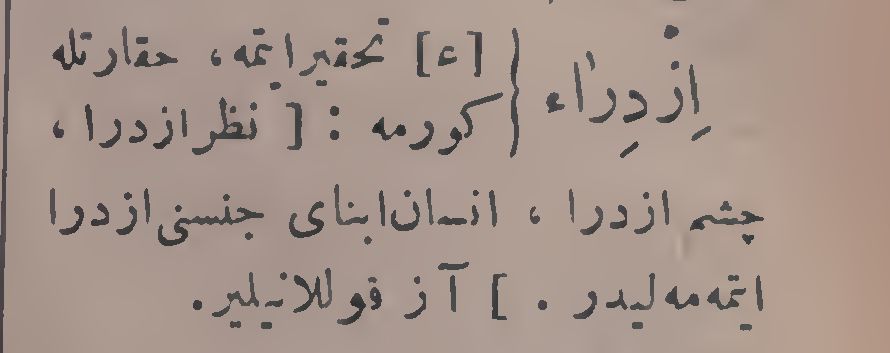 اِزدِراء { [ء] تحقیر ایتمه، حقارتله
کورمه : [ نظر ازدرا ،
چشم ازدرا ، انسان ابنای جنسنی ازدرا
ایتمه‌مه‌لیدر . ] آز قوللانیلیر.